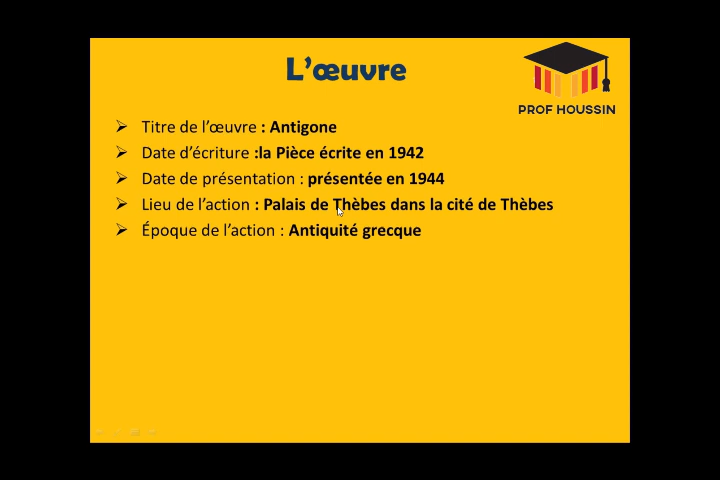 L'œuvre
PROF HOUSSIN
➢ Titre de l'œuvre : Antigone
➢ Date d'écriture :la Pièce écrite en 1942
➢ Date de présentation : présentée en 1944
➢ Lieu de l'action : Palais de Thèbes dans la cité de Thèbes
➢ Époque de l'action : Antiquité grecque